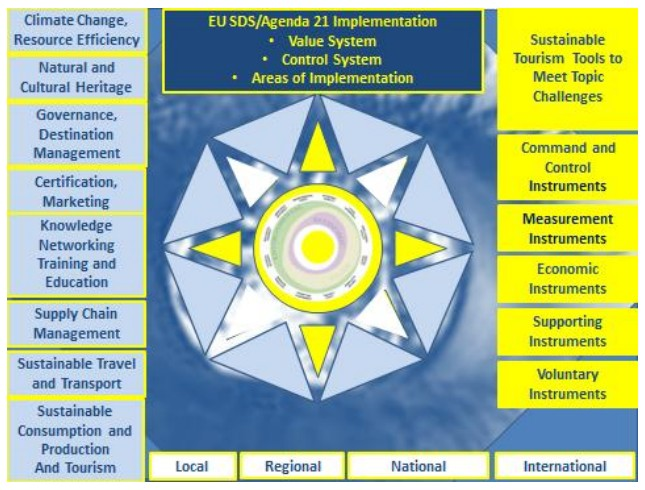 Climate Change,
Resource Efficiency
Natural and
Cultural Heritage
Governance,
Destination
Management
Certification,
Marketing
Knowledge
Networking
Training and
Education
Supply Chain
Management
Sustainable Travel
and Transport
Sustainable
Consumption and
Production
And Tourism
EU SDS/Agenda 21 Implementation
• Value System
• Control System
• Areas of Implementation
Sustainable
Tourism Tools to
Meet Topic
Challenges
Command and
Control
Instruments
Measurement
Instruments
Economic
Instruments
Supporting
Instruments
Voluntary
Instruments
Local
Regional
National
International